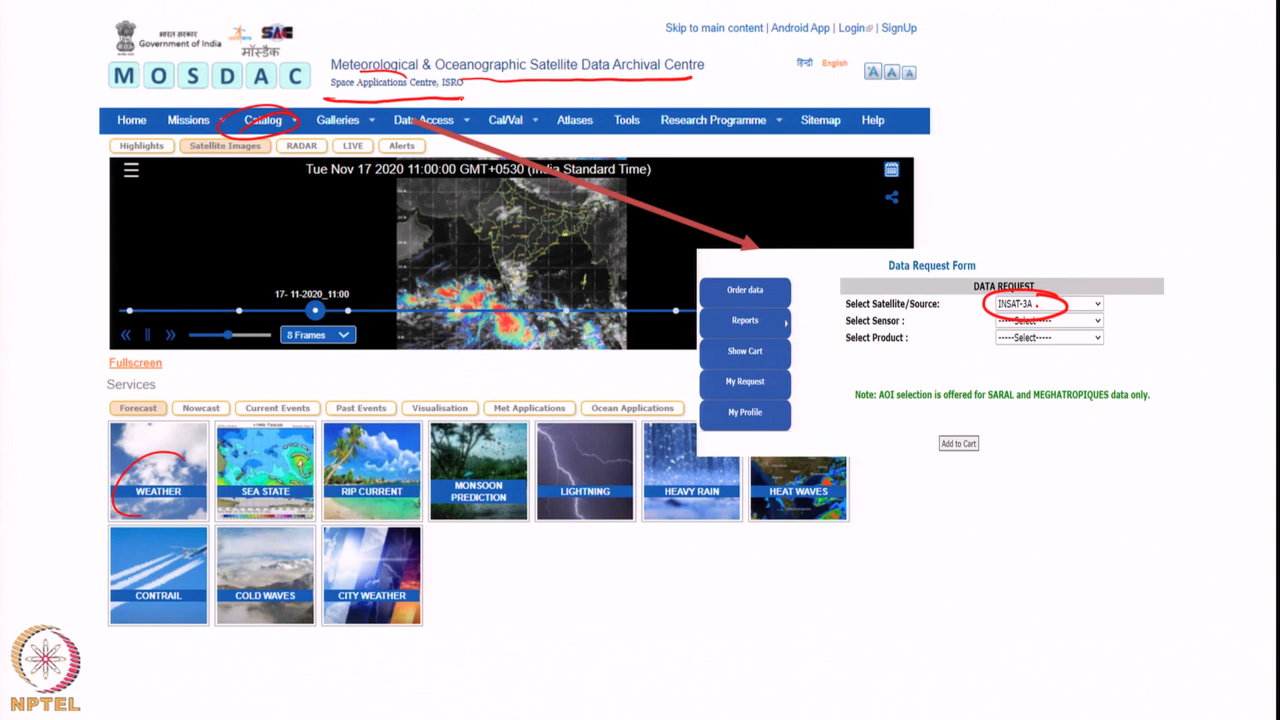 भारत सरकार
Government of India
SAC
मॉस्डैक
MOSDAC
Meteorological & Oceanographic Satellite Data Archival Centre
Space Applications Centre, ISRO
Skip to main content | Android App | Login | SignUp
हिन्दी English
A A A
Home Missions Catalog Galleries Data Access Cal/Val Atlases Tools Research Programme Sitemap Help
Highlights Satellite Images RADAR LIVE Alerts
Tue Nov 17 2020 11:00:00 GMT+0530 (India Standard Time)
17- 11-2020_11:00
8 Frames
Fullscreen
Services
Forecast Nowcast Current Events Past Events Visualisation Met Applications Ocean Applications
WEATHER SEA STATE RIP CURRENT MONSOON PREDICTION LIGHTNING HEAVY RAIN HEAT WAVES
CONTRAIL COLD WAVES CITY WEATHER
Data Request Form
DATA REQUEST
Order data
Reports
Show Cart
My Request
My Profile
Select Satellite/Source: INSAT-3A
Select Sensor : -----Select-----
Select Product : -----Select-----
Note: AOI selection is offered for SARAL and MEGHATROPIQUES data only.
Add to Cart
NPTEL